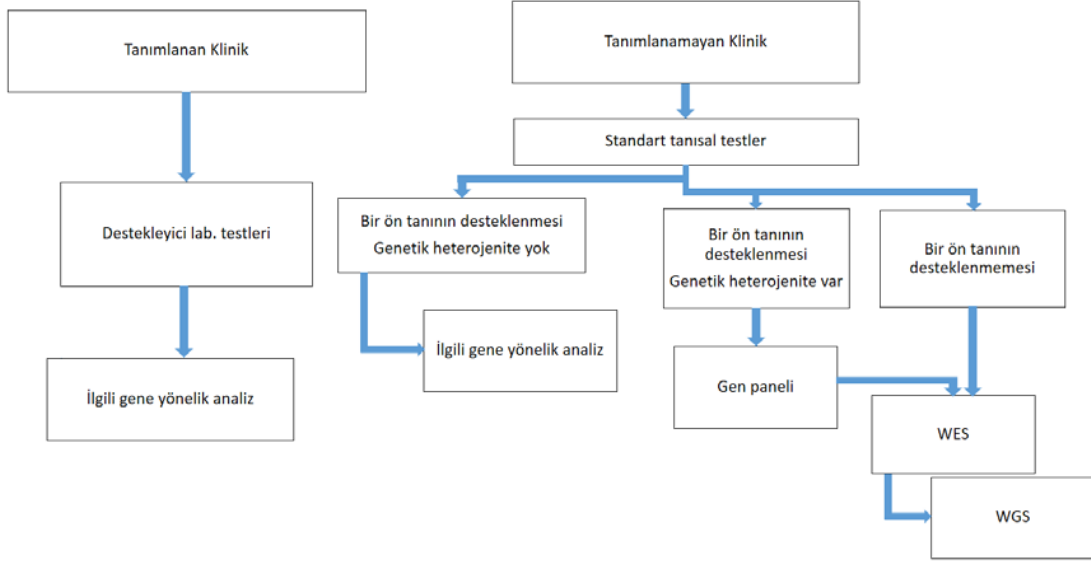 Tanımlanan Klinik
Tanımlanamayan Klinik
Standart tanısal testler
Destekleyici lab. testleri
Bir ön tanının desteklenmesi
Genetik heterojenite yok
Bir ön tanının
desteklenmesi
Genetik heterojenite var
Bir ön tanının
desteklenmemesi
İlgili gene yönelik analiz
İlgili gene yönelik analiz
Gen paneli
WES
WGS